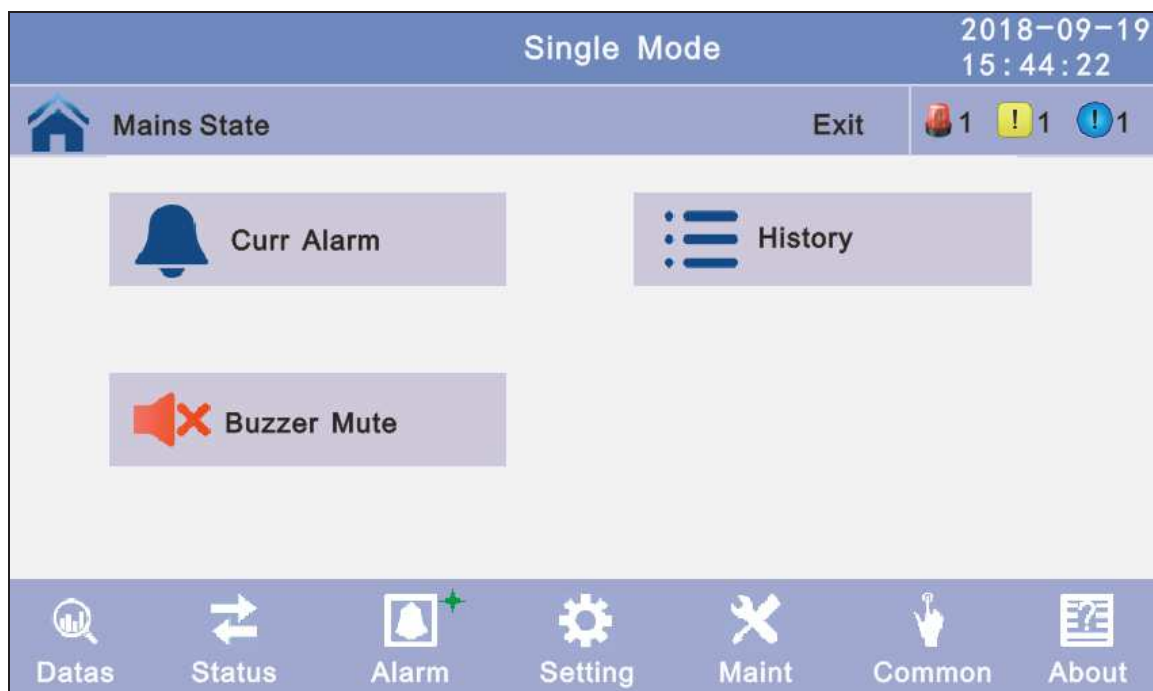 Single Mode
2018-09-19
15:44:22
Mains State
Exit
1
! 1
! 1
Curr Alarm
History
Buzzer Mute
Datas
Status
Alarm
Setting
Maint
Common
?
About